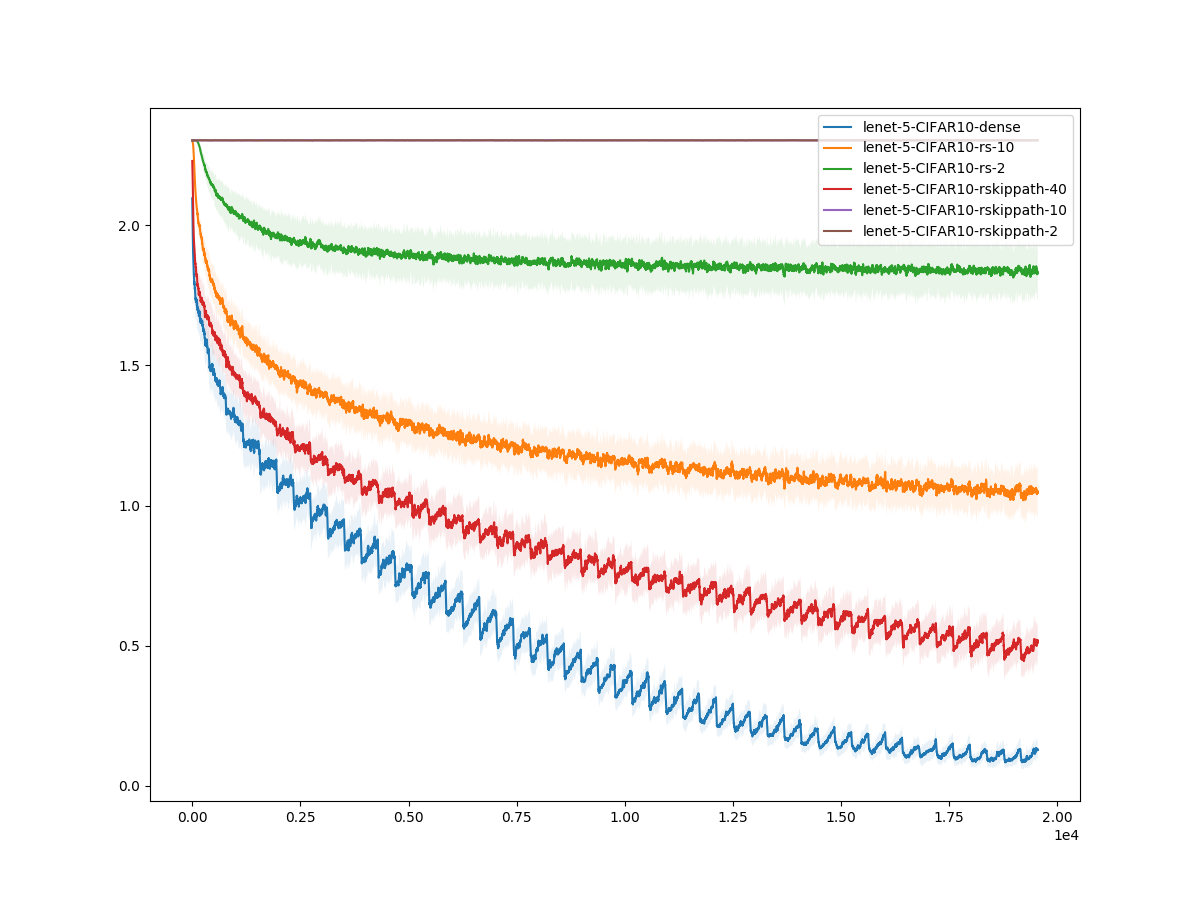 lenet-5-CIFAR10-dense
lenet-5-CIFAR10-rs-10
lenet-5-CIFAR10-rs-2
lenet-5-CIFAR10-rskippath-40
lenet-5-CIFAR10-rskippath-10
lenet-5-CIFAR10-rskippath-2
2.0
1.5
1.0
0.5
0.0
0.00 0.25 0.50 0.75 1.00 1.25 1.50 1.75 2.00
1e4